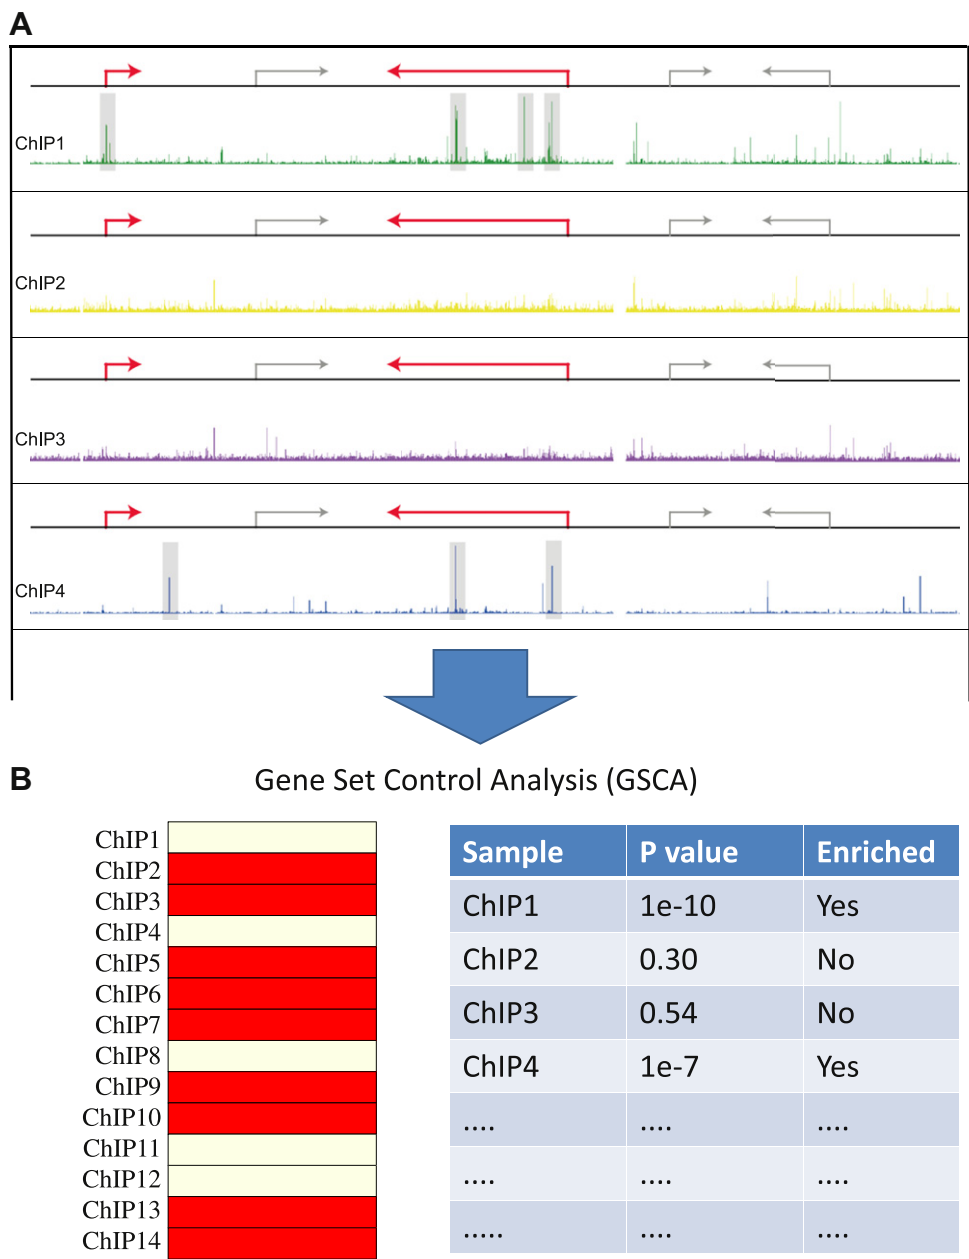 A
ChIP1
ChIP2
ChIP3
ChIP4
B
Gene Set Control Analysis (GSCA)
ChIP1
ChIP2
ChIP3
ChIP4
ChIP5
ChIP6
ChIP7
ChIP8
ChIP9
ChIP10
ChIP11
ChIP12
ChIP13
ChIP14
Sample P value Enriched
ChIP1 1e-10 Yes
ChIP2 0.30 No
ChIP3 0.54 No
ChIP4 1e-7 Yes
.... .... ....
.... .... ....
..... .... ....